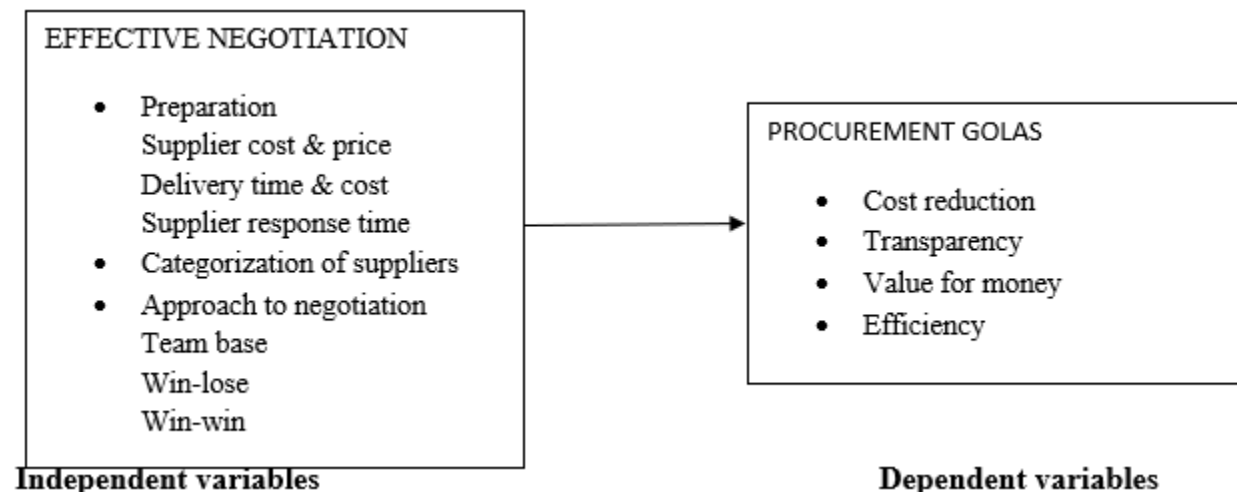 EFFECTIVE NEGOTIATION
• Preparation
Supplier cost & price
Delivery time & cost
Supplier response time
• Categorization of suppliers
• Approach to negotiation
Team base
Win-lose
Win-win
Independent variables
PROCUREMENT GOLAS
• Cost reduction
• Transparency
• Value for money
• Efficiency
Dependent variables